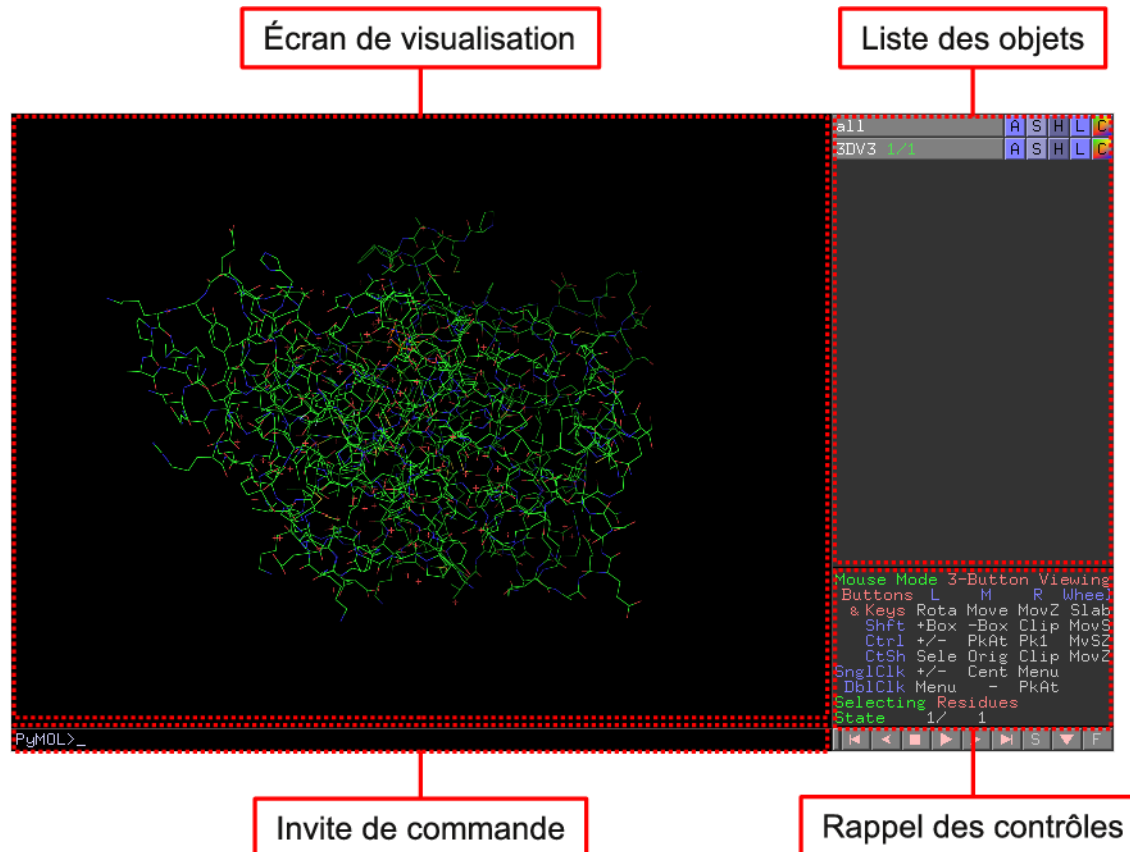 Écran de visualisation
Liste des objets
all A S H L C
3DV3 1/1 A S H L C
Mouse Mode 3-Button Viewing
Buttons L M R Wheel
& Keys Rota Move MovZ Slab
Shft +Box -Box Clip MovS
Ctrl +/- PkAt Pk1 MvSZ
CtSh Sele Orig Clip MovZ
SnglClk +/- Cent Menu
DblClk Menu - PkAt
Selecting Residues
State 1/ 1
PyMOL>_
S F
Invite de commande
Rappel des contrôles